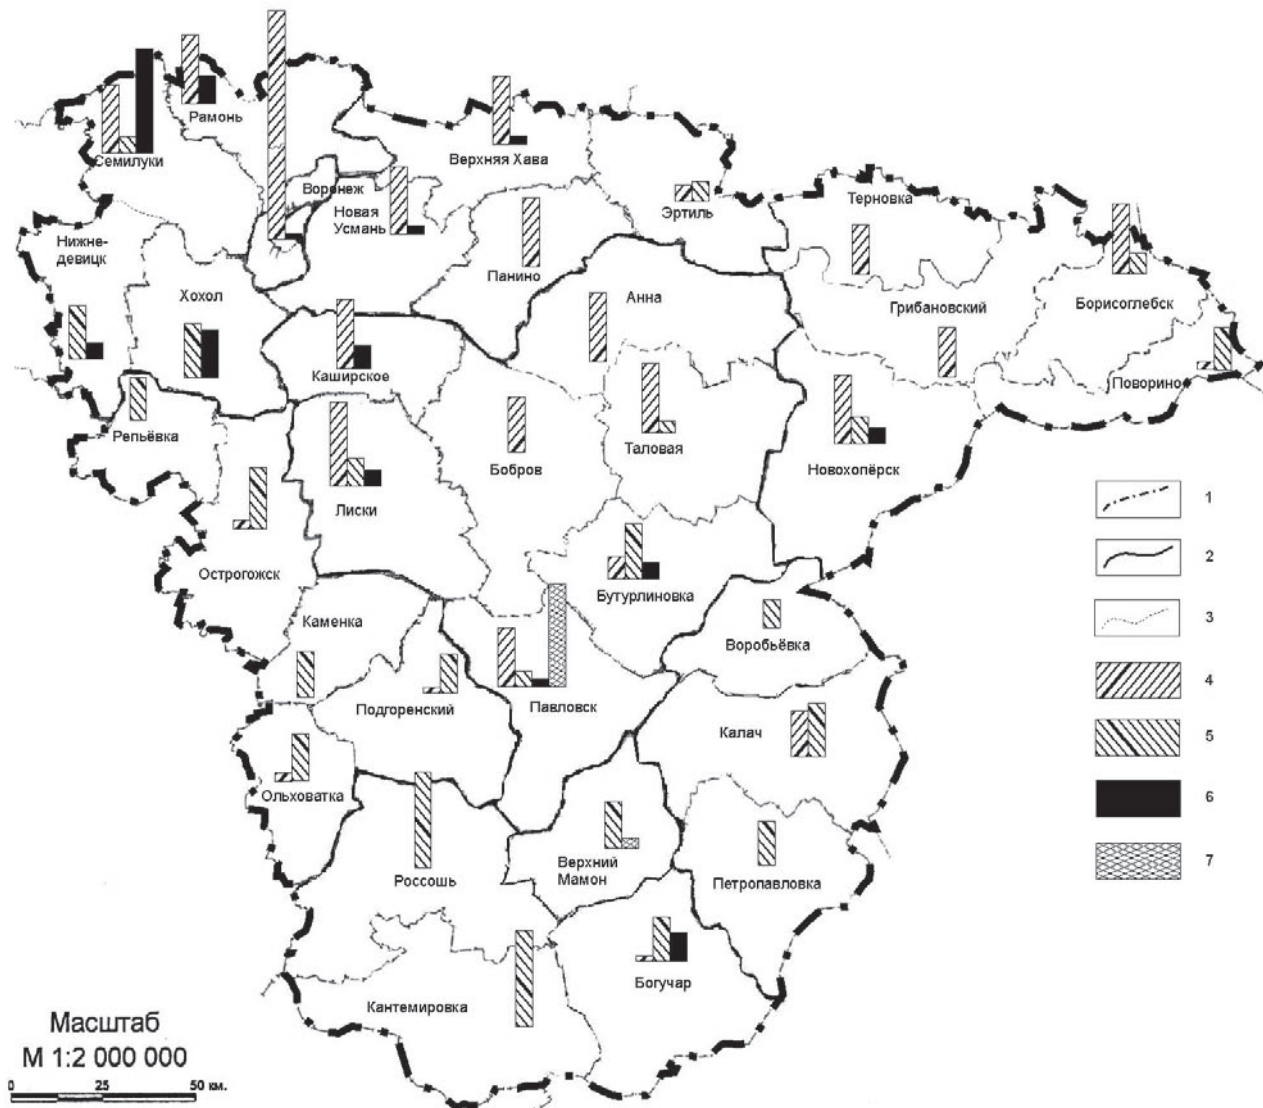 Рамонь
Семилуки
Верхняя Хава
Воронеж
Новая
Усмань
Эртиль
Терновка
Нижне-
девицк
Хохол
Панино
Анна
Грибановский
Борисоглебск
Каширское
Поворино
Репьёвка
Бобров
Таловая
Новохопёрск
Лиски
Острогожск
Бутурлиновка
Каменка
Воробьёвка
Подгоренский
Павловск
Калач
Ольховатка
Верхний
Мамон
Россошь
Петропавловка
Богучар
Кантемировка
1
2
3
4
5
6
7
Масштаб
М 1:2 000 000
0 25 50 км.